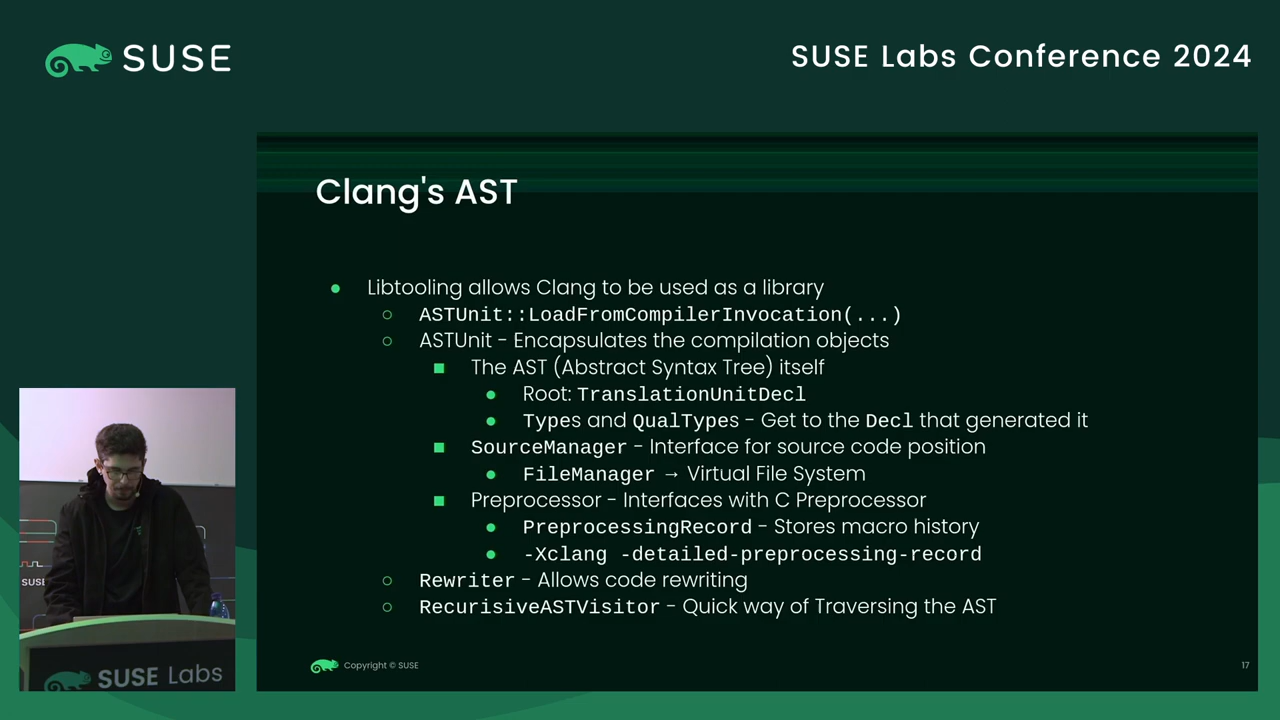 SUSE
SUSE Labs Conference 2024
Clang's AST
● Libtooling allows Clang to be used as a library
○ ASTUnit::LoadFromCompilerInvocation(...)
○ ASTUnit - Encapsulates the compilation objects
■ The AST (Abstract Syntax Tree) itself
● Root: TranslationUnitDecl
● Types and QualTypes - Get to the Decl that generated it
■ SourceManager - Interface for source code position
● FileManager → Virtual File System
■ Preprocessor - Interfaces with C Preprocessor
● PreprocessingRecord - Stores macro history
● -Xclang -detailed-preprocessing-record
○ Rewriter - Allows code rewriting
○ RecurisiveASTVisitor - Quick way of Traversing the AST
Copyright © SUSE
17
SUSE
SUSE Labs